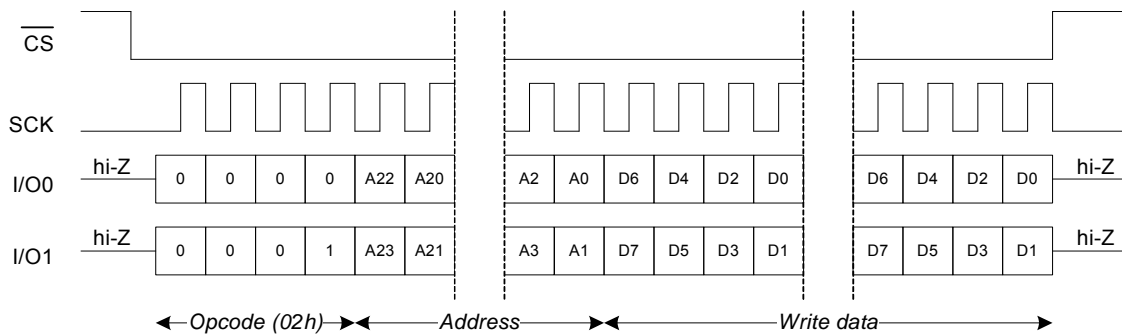 CS
SCK
hi-Z 0 0 0 0 A22 A20 A2 A0 D6 D4 D2 D0 D6 D4 D2 D0 hi-Z
I/O0
hi-Z 0 0 0 1 A23 A21 A3 A1 D7 D5 D3 D1 D7 D5 D3 D1 hi-Z
I/O1
Opcode (02h) Address Write data